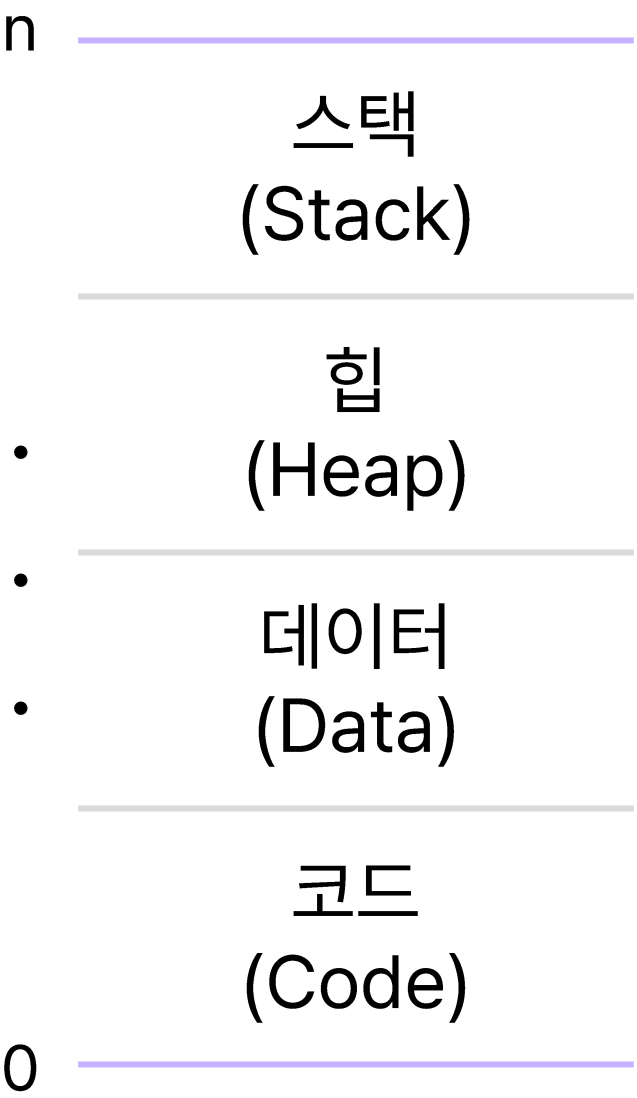 n
스택
(Stack)
힙
(Heap)
데이터
(Data)
코드
(Code)
0